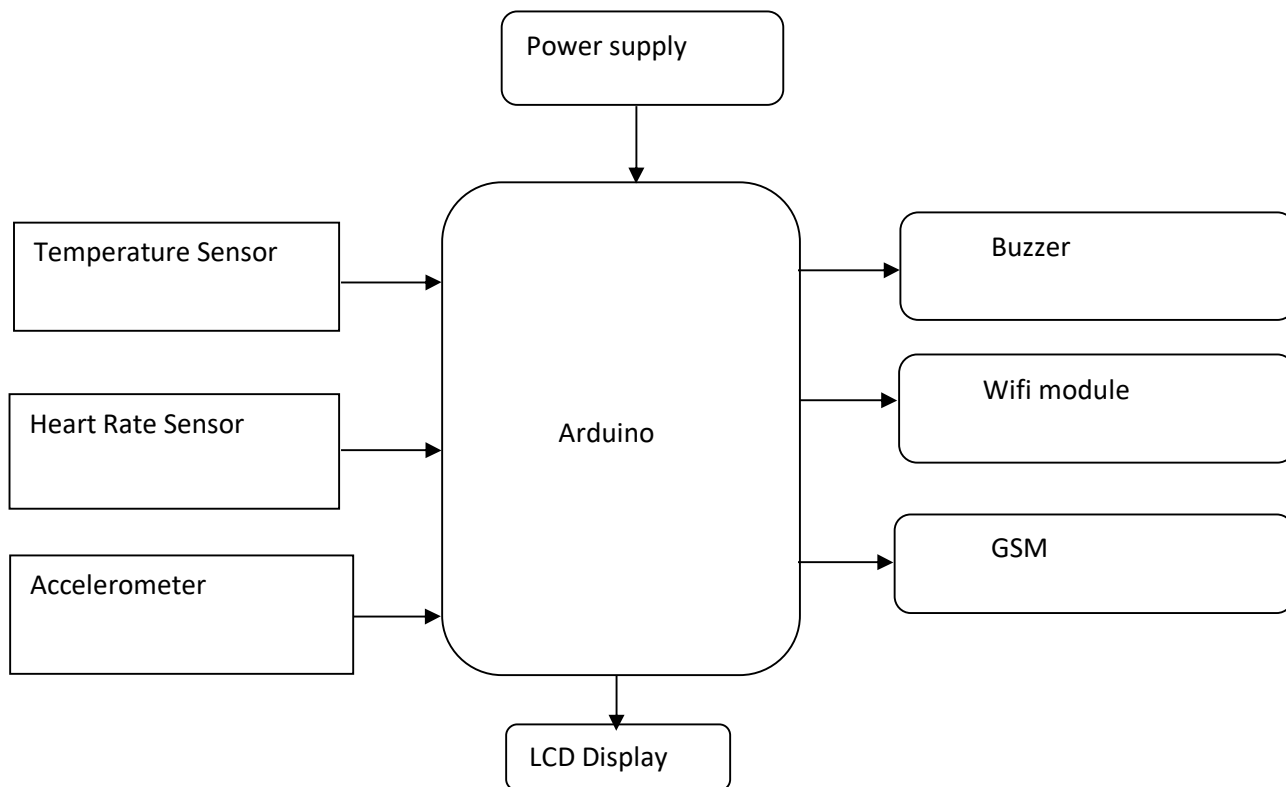 Power supply
Temperature Sensor
Buzzer
Wifi module
Heart Rate Sensor
Arduino
GSM
Accelerometer
LCD Display